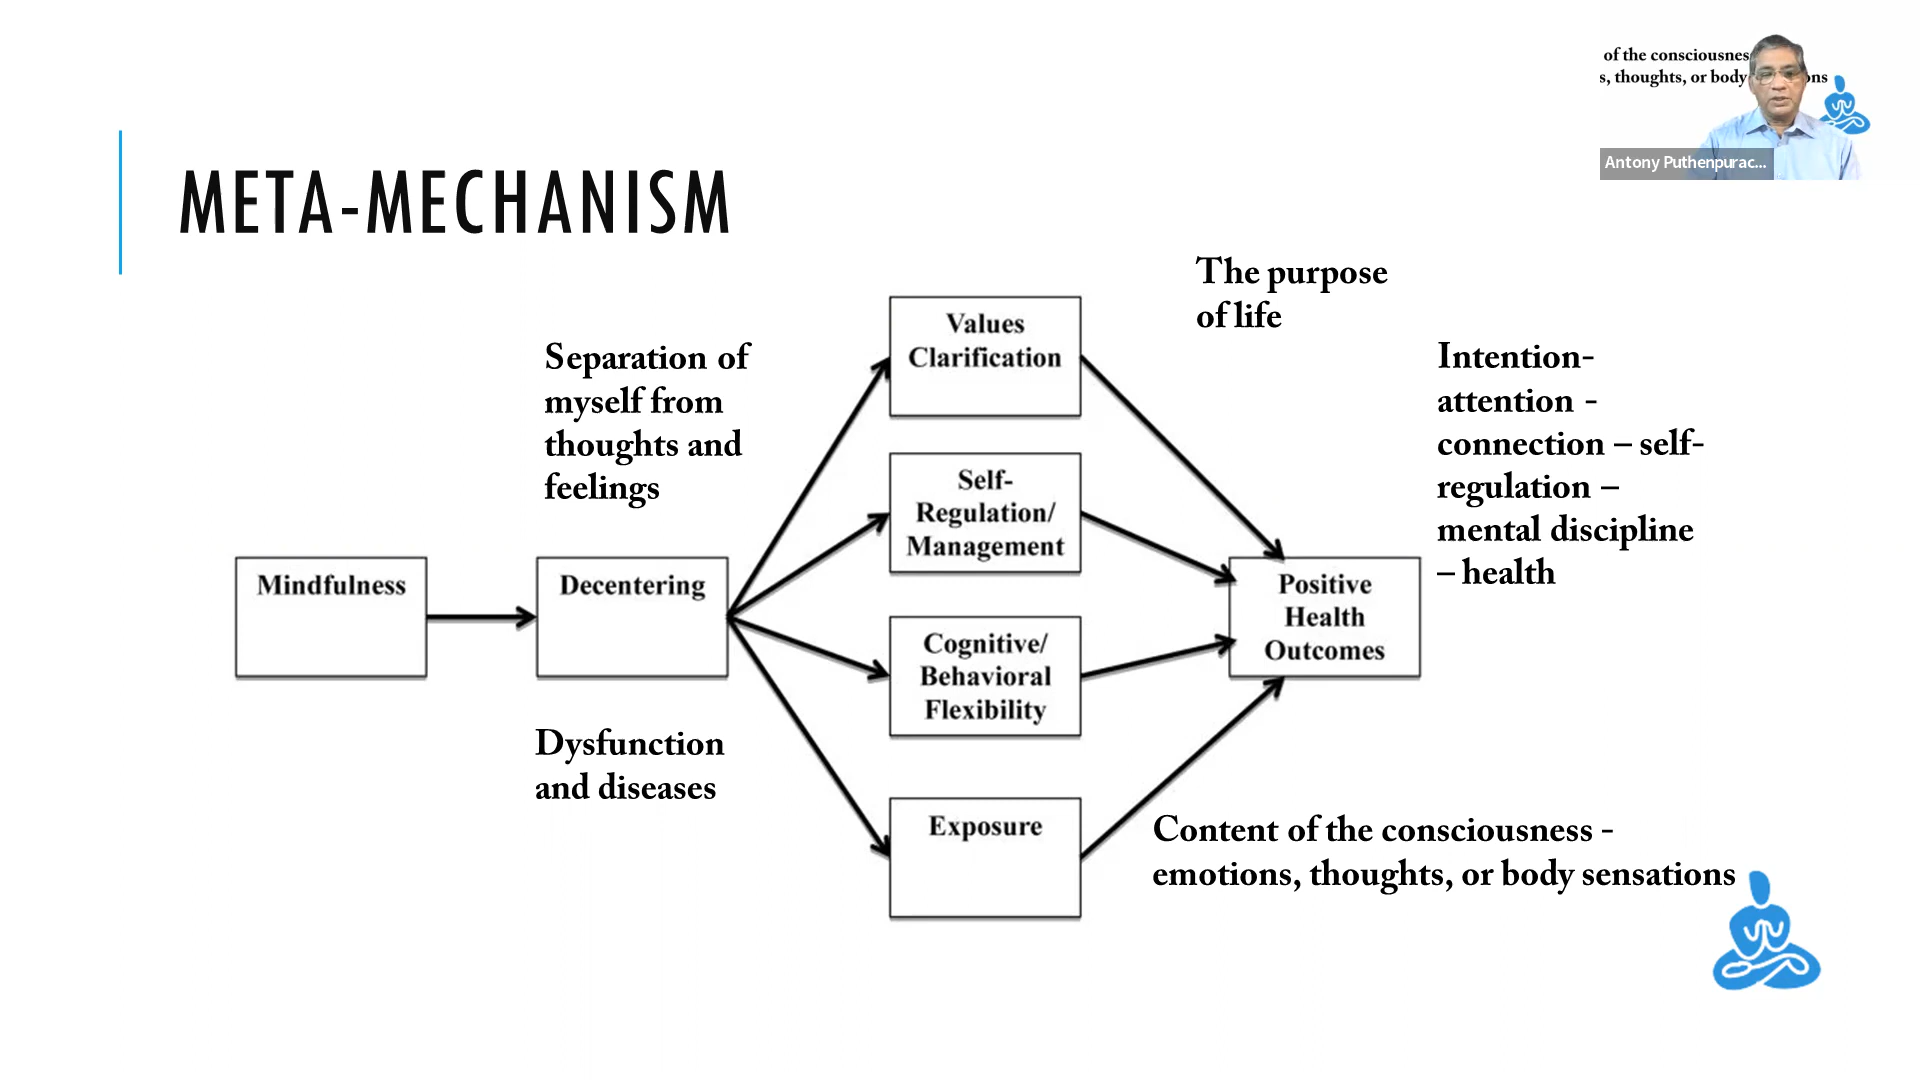 of the consciousnes
s, thoughts, or body ons
Antony Puthenpurac...
META-MECHANISM
The purpose
of life
Values
Clarification
Separation of
myself from
thoughts and
feelings
Intention-
attention -
connection – self-
regulation –
mental discipline
– health
Self-
Regulation/
Management
Mindfulness
Decentering
Positive
Health
Outcomes
Cognitive/
Behavioral
Flexibility
Dysfunction
and diseases
Exposure
Content of the consciousness -
emotions, thoughts, or body sensations